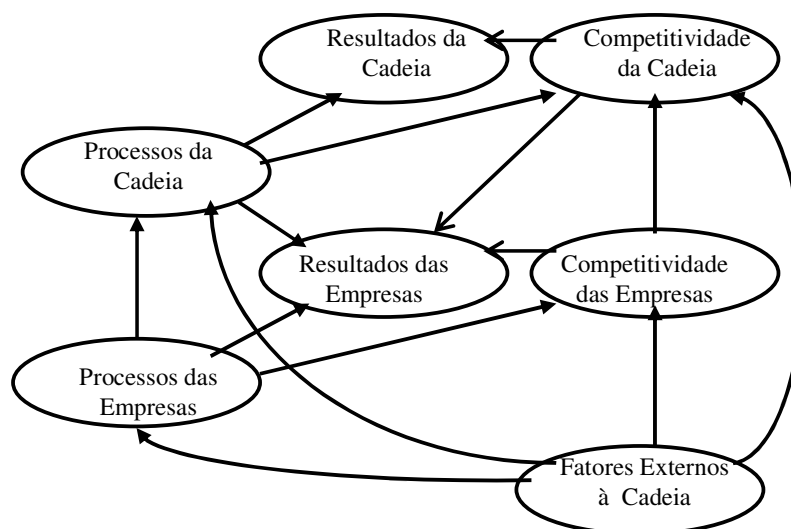 Resultados da
Cadeia
Competitividade
da Cadeia
Processos da
Cadeia
Resultados das
Empresas
Competitividade
das Empresas
Processos das
Empresas
Fatores Externos
à Cadeia